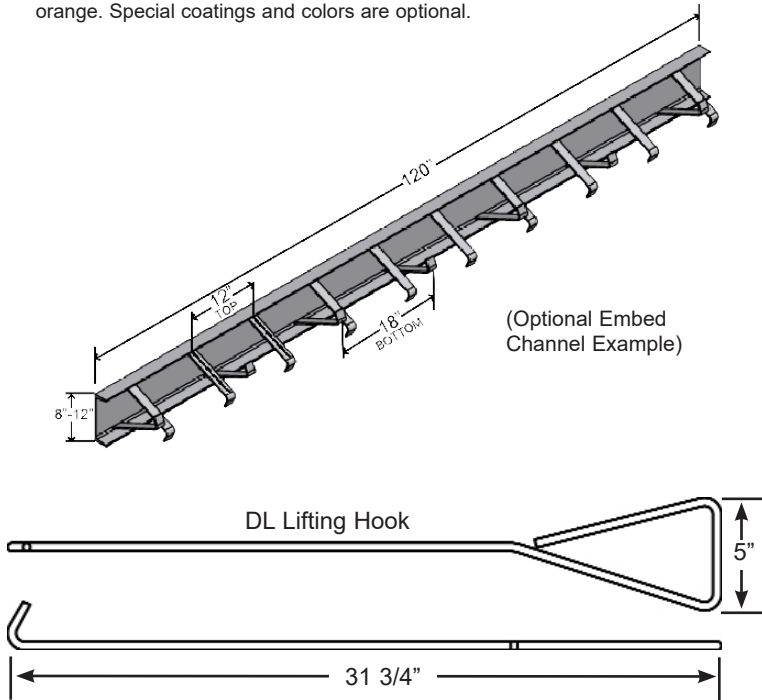 orange. Special coatings and colors are optional.
120"
12"
TOP
18"
BOTTOM
(Optional Embed
Channel Example)
8"-12"
DL Lifting Hook
5”
31 3/4”